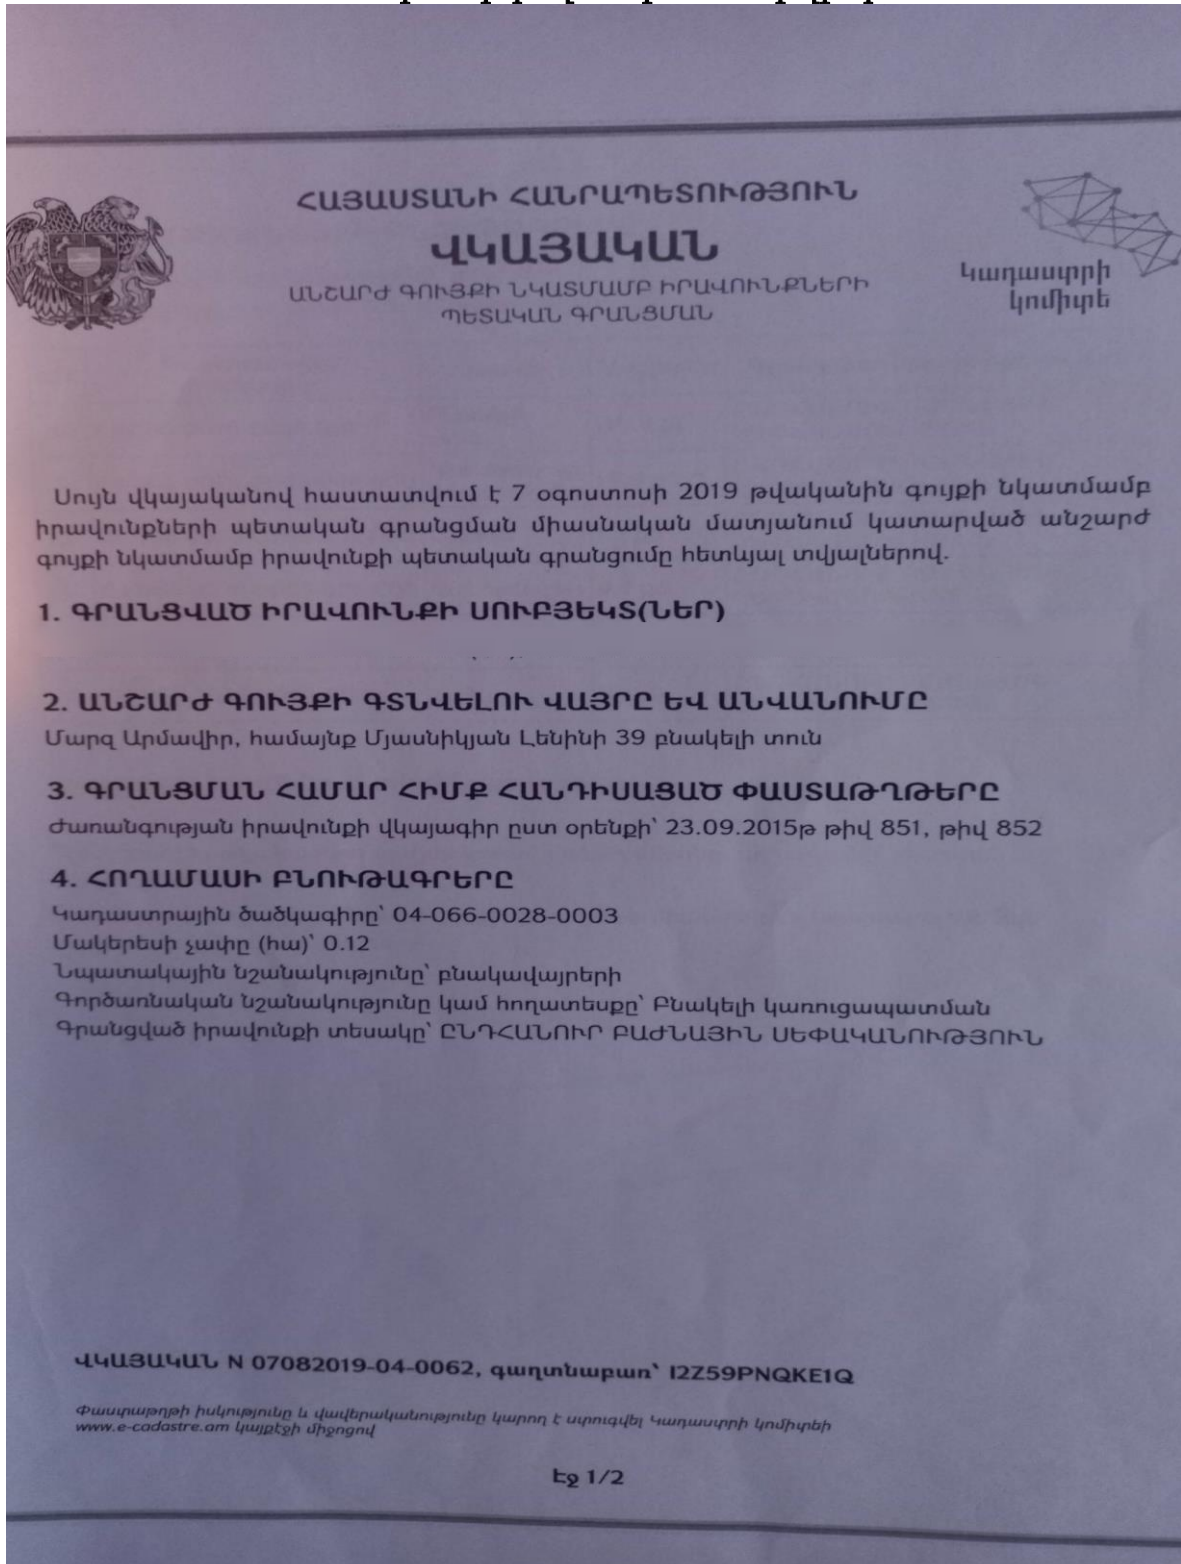 ՀԱՅԱՍՏԱՆԻ ՀԱՆՐԱՊԵՏՈՒԹՅՈՒՆ
ՎԿԱՅԱԿԱՆ
ԱՆՇԱՐԺ ԳՈՒՅՔԻ ՆԿԱՏՄԱՄԲ ԻՐԱՎՈՒՆՔՆԵՐԻ
ՊԵՏԱԿԱՆ ԳՐԱՆՑՄԱՆ
Կադաստրի
կոմիտե
Սույն վկայականով հաստատվում է 7 օգոստոսի 2019 թվականին գույքի նկատմամբ
իրավունքների պետական գրանցման միասնական մատյանում կատարված անշարժ
գույքի նկատմամբ իրավունքի պետական գրանցումը հետևյալ տվյալներով.
1. ԳՐԱՆՑՎԱԾ ԻՐԱՎՈՒՆՔԻ ՍՈՒԲՅԵԿՏ(ՆԵՐ)
2. ԱՆՇԱՐԺ ԳՈՒՅՔԻ ԳՏՆՎԵԼՈՒ ՎԱՅՐԸ ԵՎ ԱՆՎԱՆՈՒՄԸ
Մարզ Արմավիր, համայնք Մյասնիկյան Լենինի 39 բնակելի տուն
3. ԳՐԱՆՑՄԱՆ ՀԱՄԱՐ ՀԻՄՔ ՀԱՆԴԻՍԱՑԱԾ ՓԱՍՏԱԹՂԹԵՐԸ
Ժառանգության իրավունքի վկայագիր ըստ օրենքի՝ 23.09.2015թ թիվ 851, թիվ 852
4. ՀՈՂԱՄԱՍԻ ԲՆՈՒԹԱԳՐԵՐԸ
Կադաստրային ծածկագիրը՝ 04-066-0028-0003
Մակերեսի չափը (հա)՝ 0.12
Նպատակային նշանակությունը՝ բնակավայրերի
Գործառնական նշանակությունը կամ հողատեսքը՝ Բնակելի կառուցապատման
Գրանցված իրավունքի տեսակը՝ ԸՆԴՀԱՆՈՒՐ ԲԱԺՆԱՅԻՆ ՍԵՓԱԿԱՆՈՒԹՅՈՒՆ
ՎԿԱՅԱԿԱՆ N 07082019-04-0062, գաղտնաբառ՝ I2Z59PNQKE1Q
Փաստաթղթի իսկությունը և վավերականությունը կարող է ստուգվել Կադաստրի կոմիտեի
www.e-cadastre.am կայքէջի միջոցով
Էջ 1/2